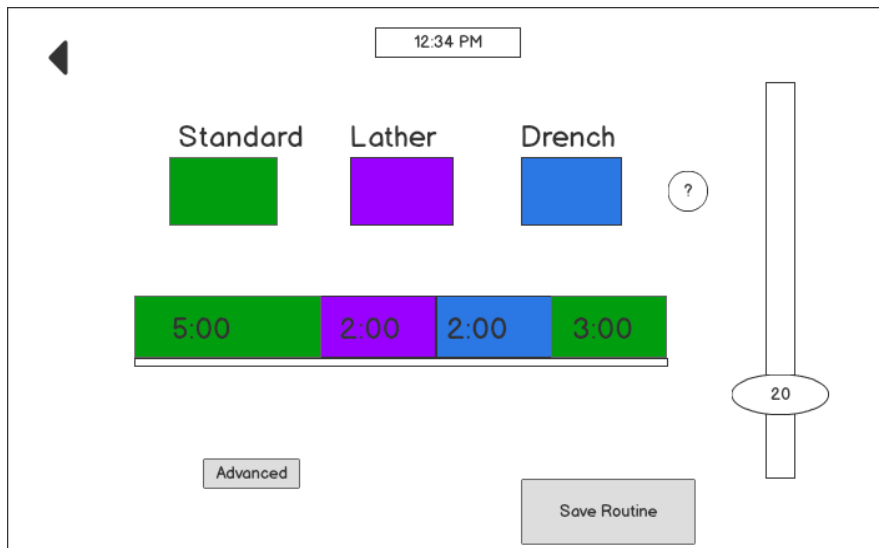 12:34 PM
Standard Lather Drench
?
5:00 2:00 2:00 3:00
20
Advanced
Save Routine